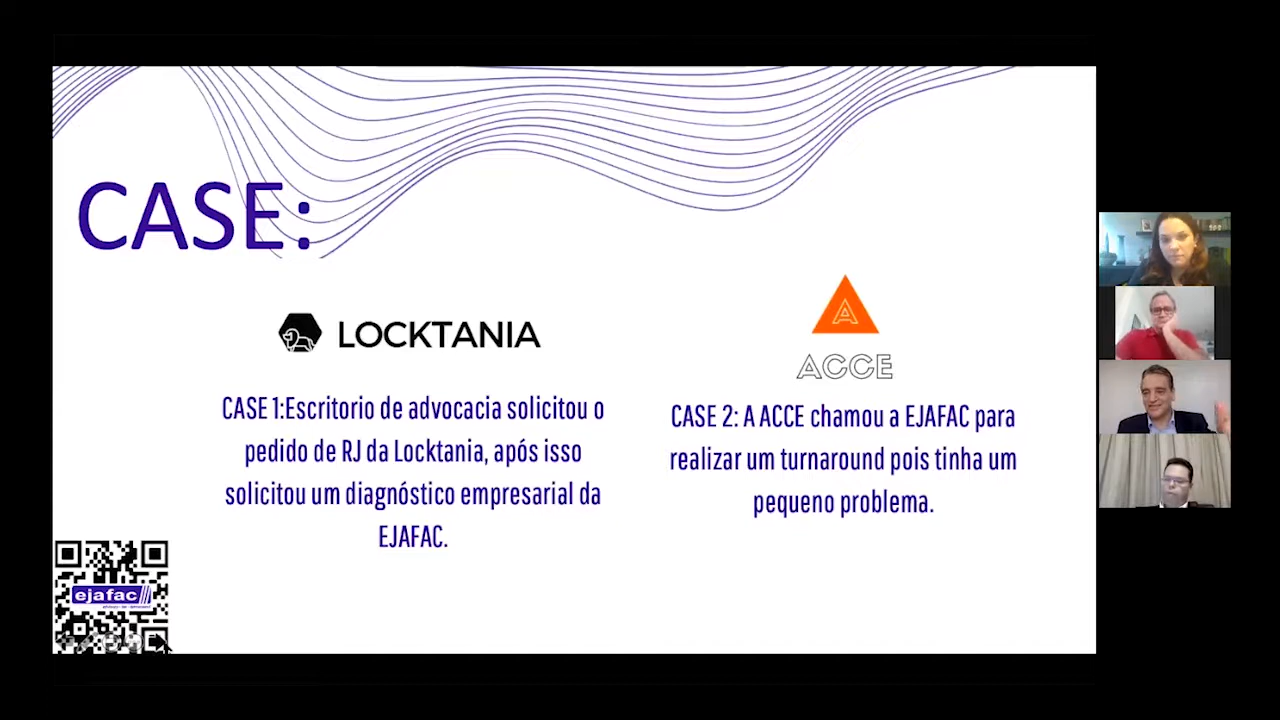 CASE:
LOCKTANIA
CASE 1:Escritorio de advocacia solicitou o
pedido de RJ da Locktania, após isso
solicitou um diagnóstico empresarial da
EJAFAC.
A
ACCE
CASE 2: A ACCE chamou a EJAFAC para
realizar um turnaround pois tinha um
pequeno problema.
ejafac